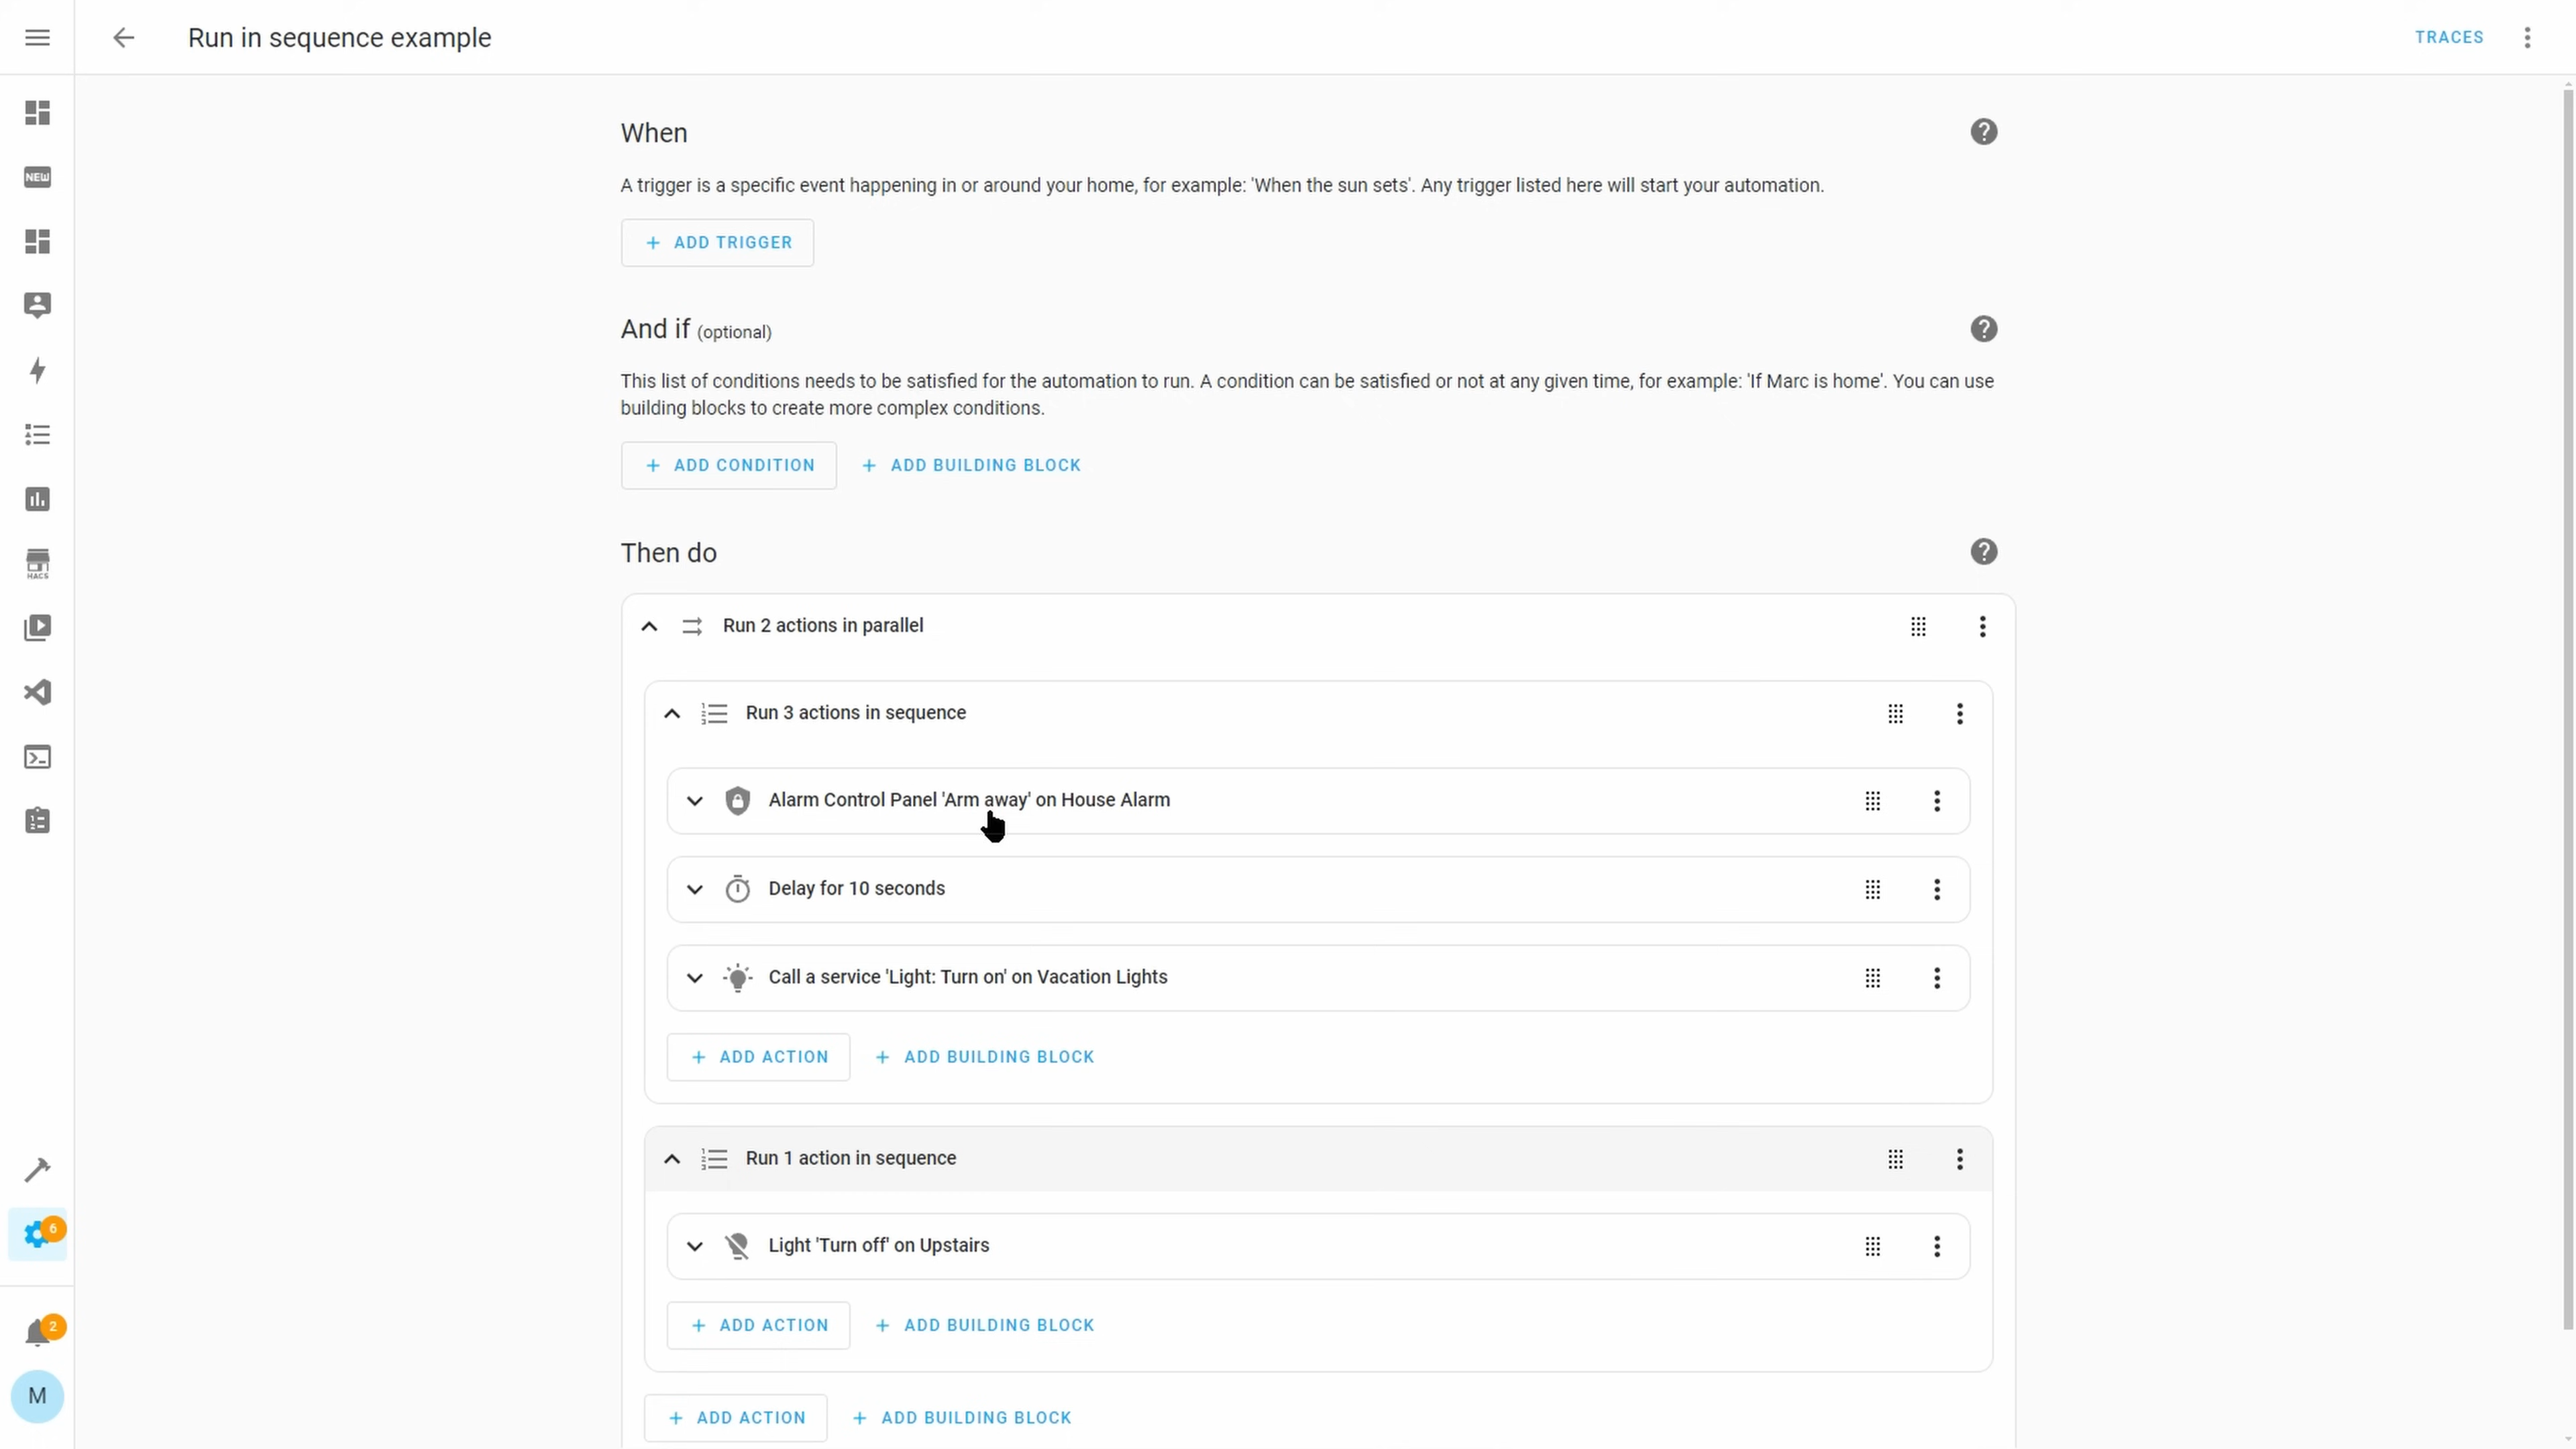 Run in sequence example
TRACES
NEW
HACS
6
2
M
When
A trigger is a specific event happening in or around your home, for example: 'When the sun sets'. Any trigger listed here will start your automation.
+ ADD TRIGGER
And if (optional)
This list of conditions needs to be satisfied for the automation to run. A condition can be satisfied or not at any given time, for example: 'If Marc is home'. You can use
building blocks to create more complex conditions.
+ ADD CONDITION + ADD BUILDING BLOCK
Then do
Run 2 actions in parallel
Run 3 actions in sequence
Alarm Control Panel 'Arm away' on House Alarm
Delay for 10 seconds
Call a service 'Light: Turn on' on Vacation Lights
+ ADD ACTION + ADD BUILDING BLOCK
Run 1 action in sequence
Light 'Turn off' on Upstairs
+ ADD ACTION + ADD BUILDING BLOCK
+ ADD ACTION + ADD BUILDING BLOCK